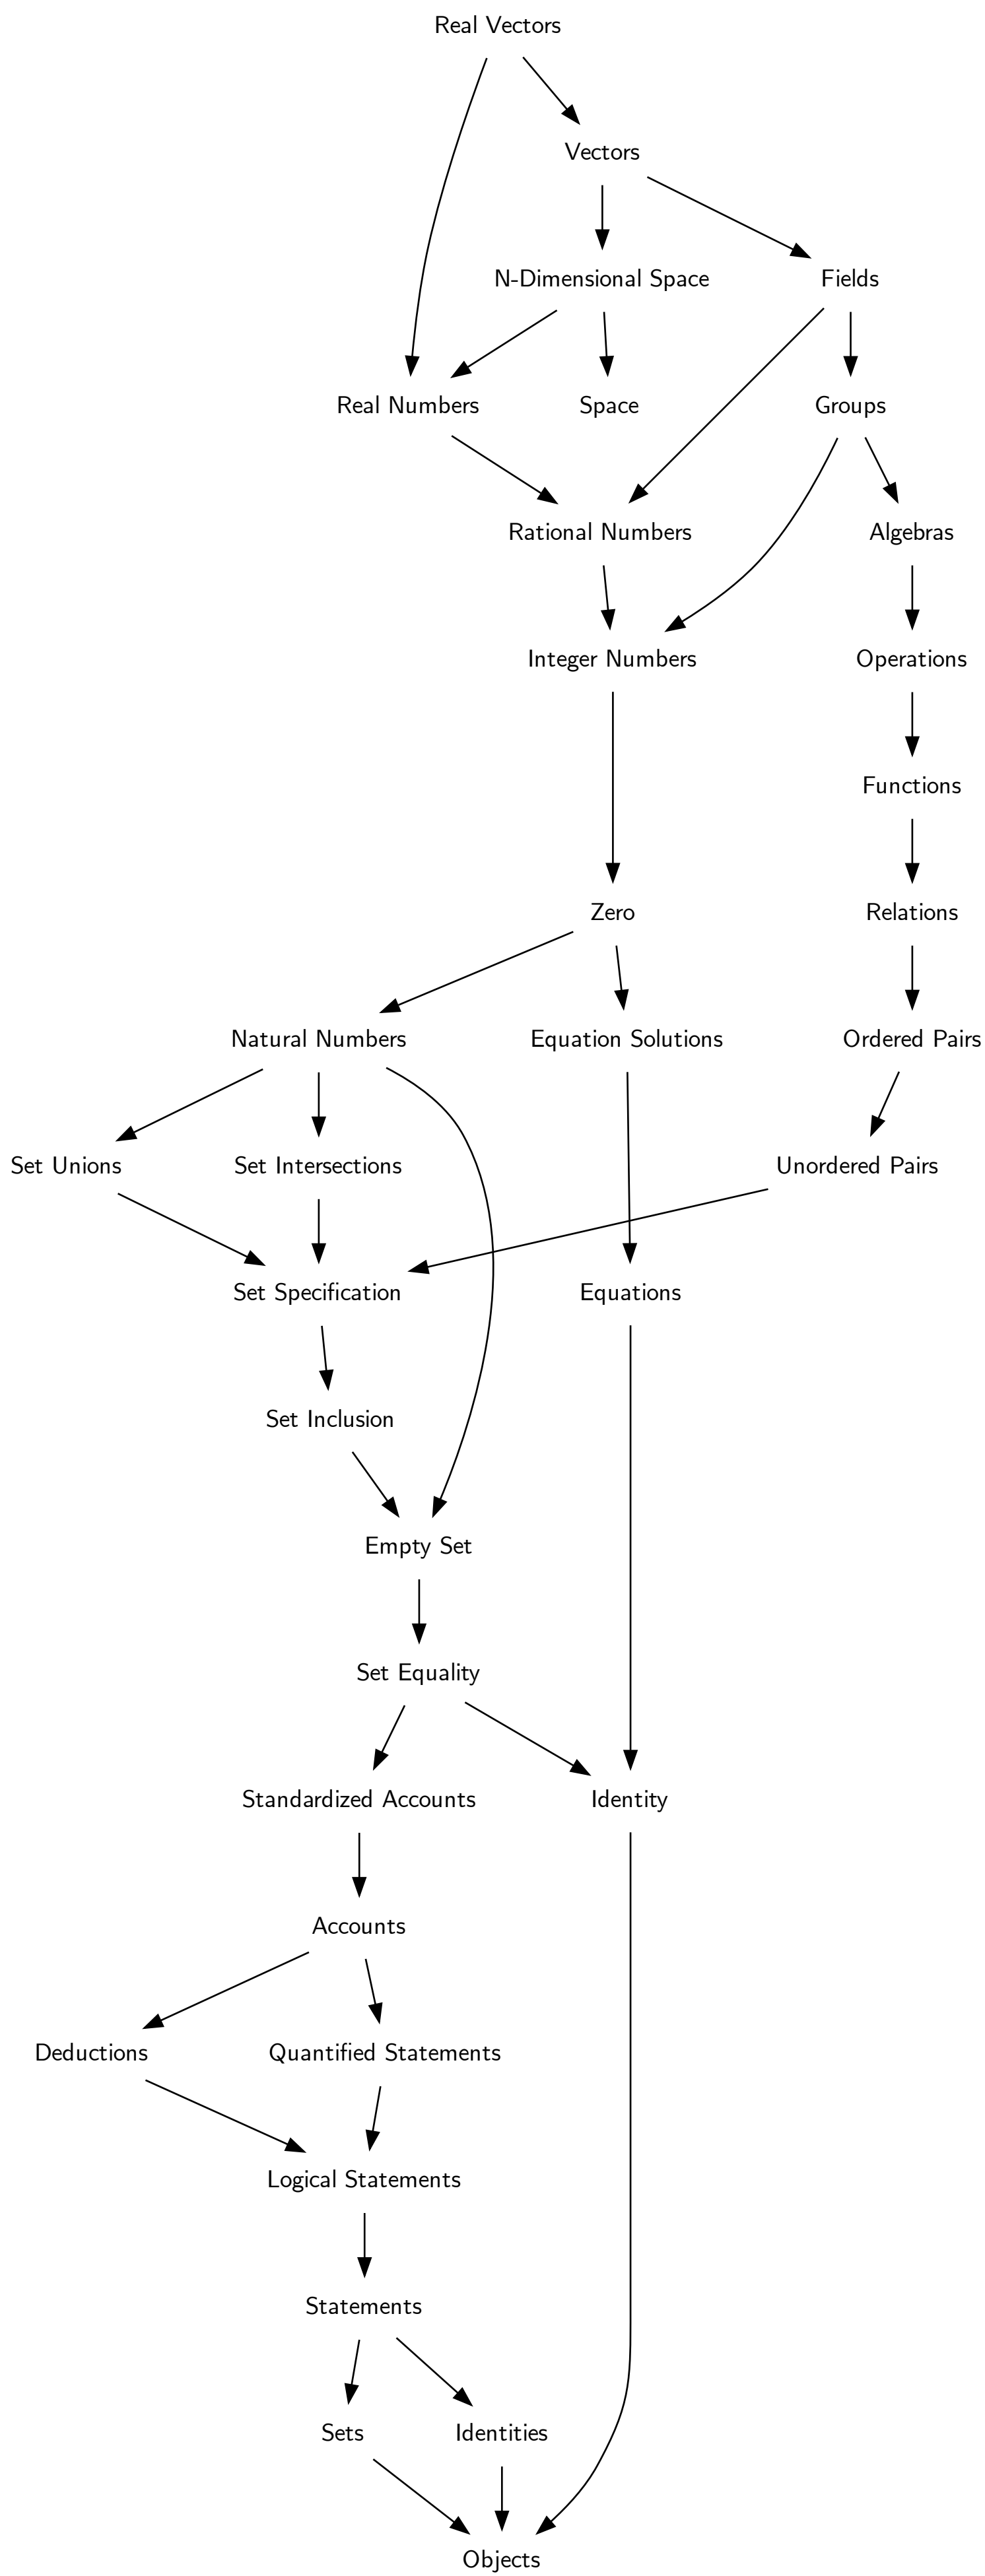 Real Vectors
Vectors
N-Dimensional Space
Fields
Real Numbers
Space
Groups
Rational Numbers
Algebras
Integer Numbers
Operations
Functions
Zero
Relations
Natural Numbers
Equation Solutions
Ordered Pairs
Set Unions
Set Intersections
Unordered Pairs
Set Specification
Equations
Set Inclusion
Empty Set
Set Equality
Standardized Accounts
Identity
Accounts
Deductions
Quantified Statements
Logical Statements
Statements
Sets
Identities
Objects